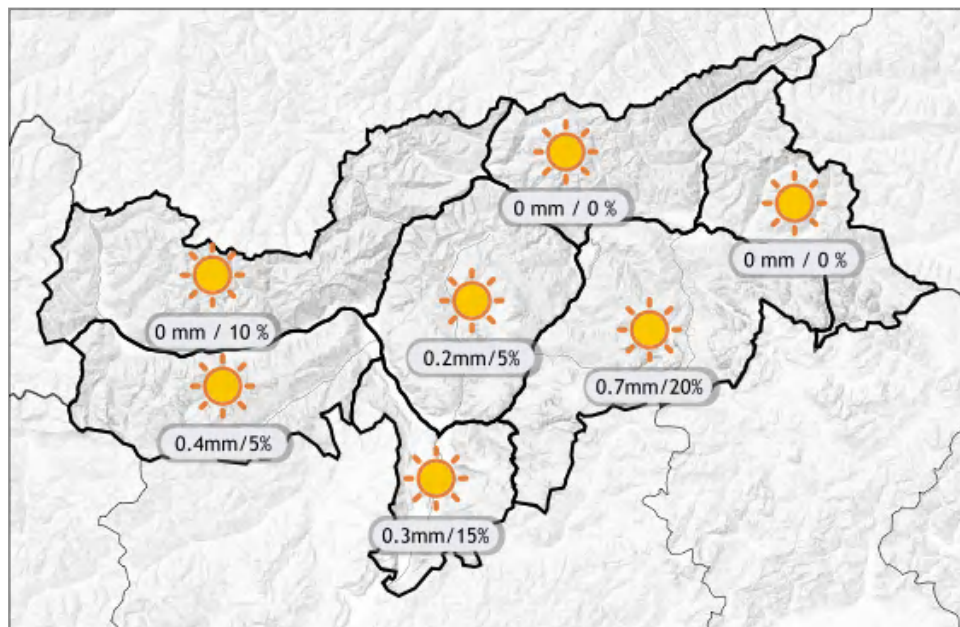 0 mm / 0 %
0 mm / 0 %
0 mm / 10 %
0.2mm/5%
0.7mm/20%
0.4mm/5%
0.3mm/15%